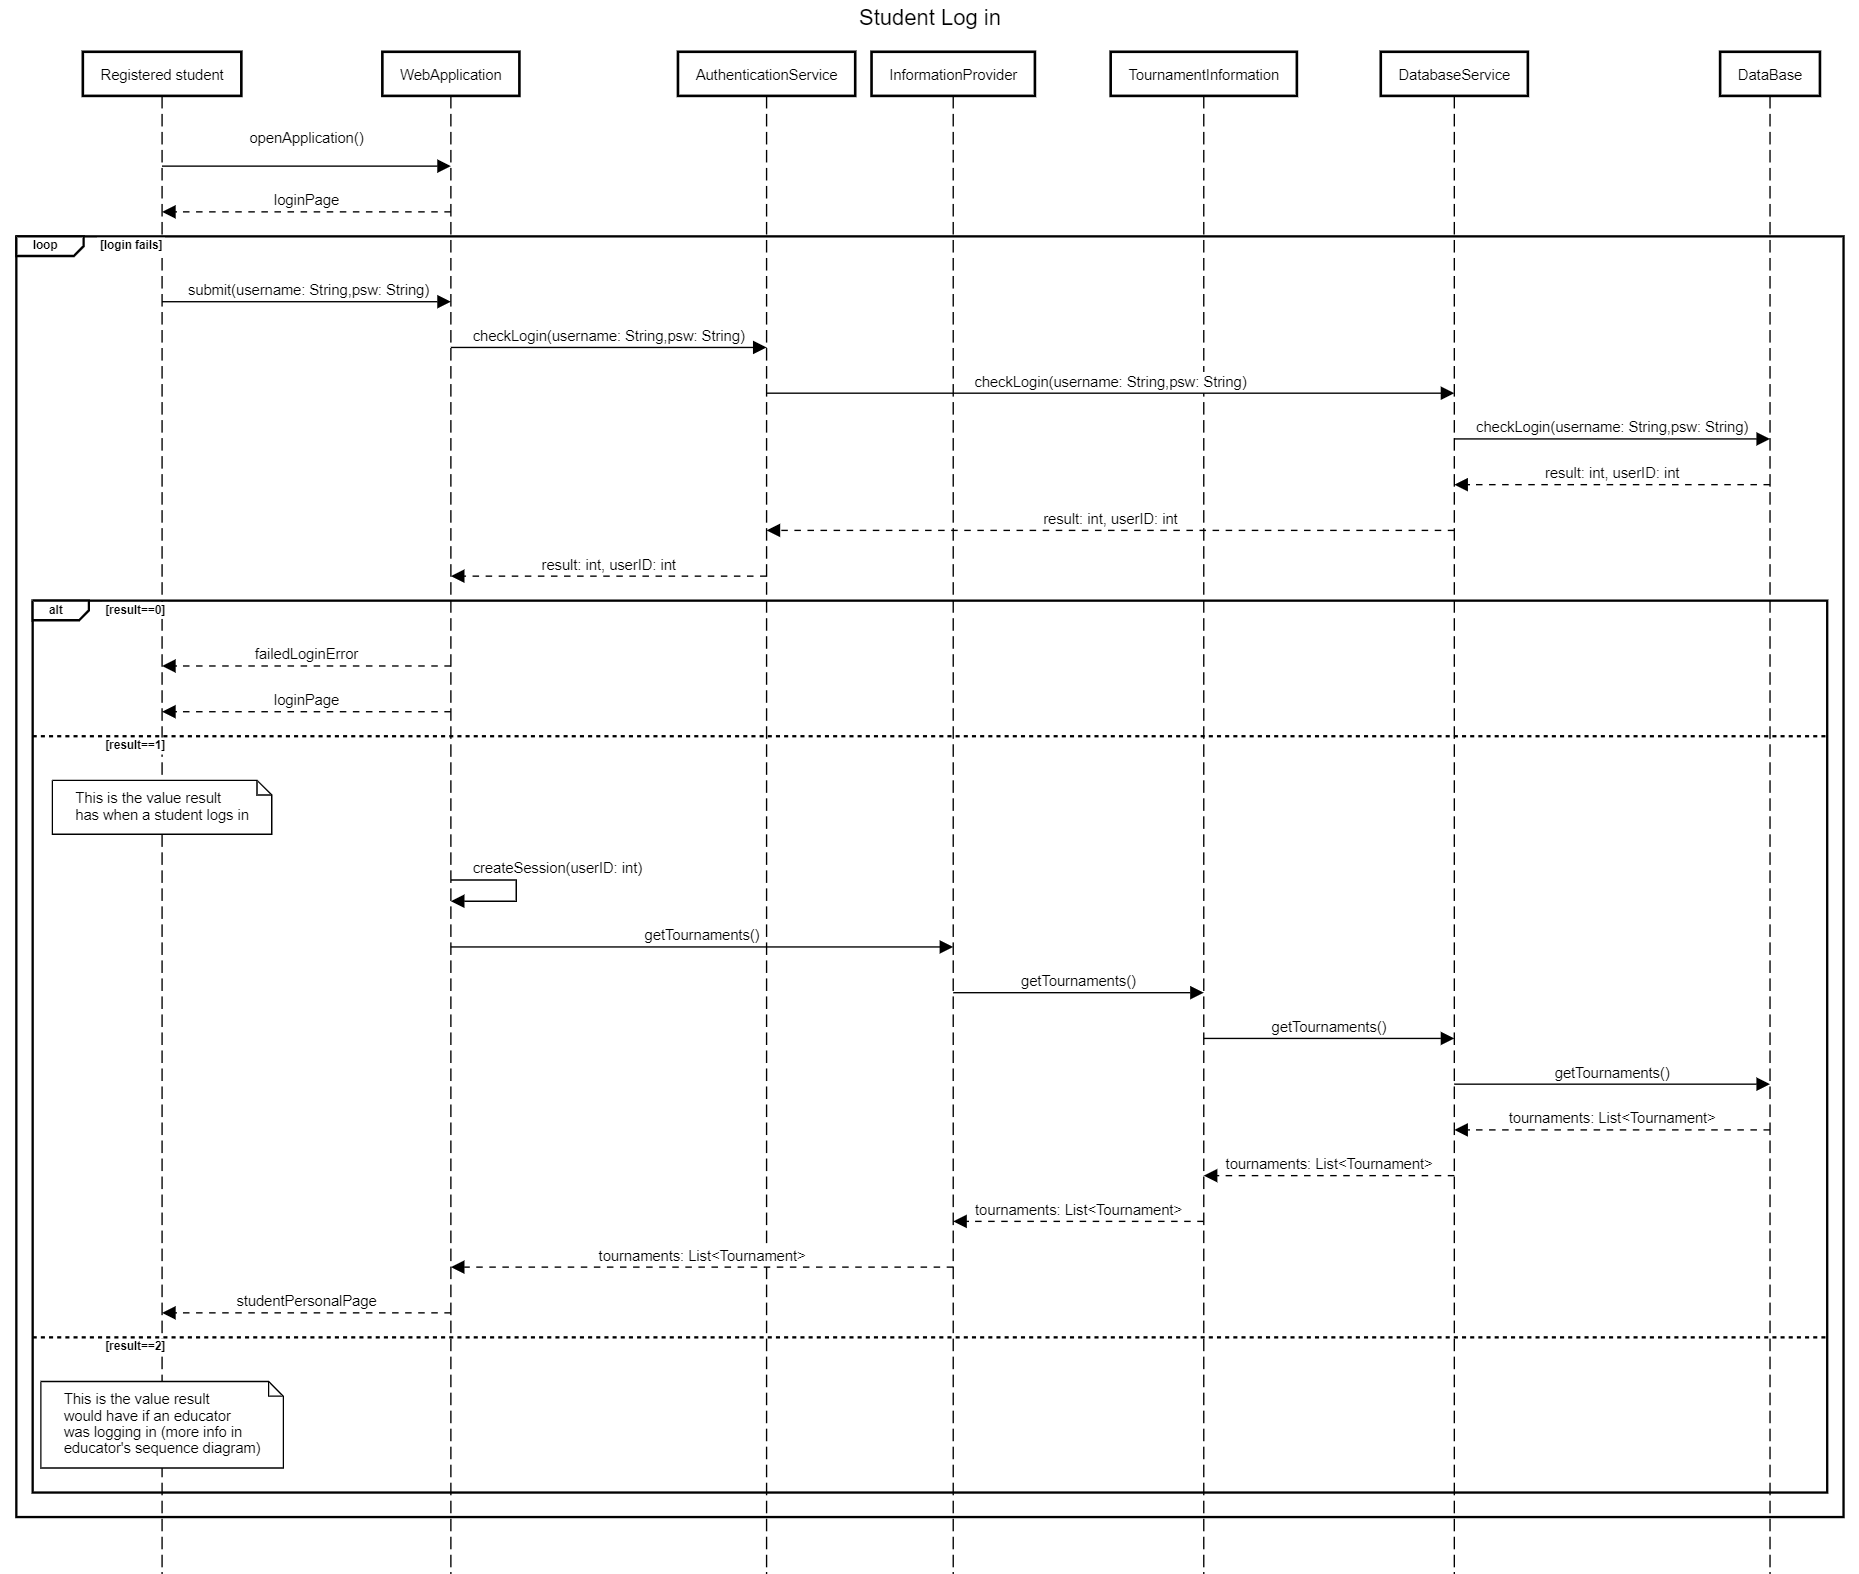 Student Log in
Registered student
WebApplication
AuthenticationService
InformationProvider
TournamentInformation
DatabaseService
DataBase
openApplication()
loginPage
loop
[login fails]
submit(username: String,psw: String)
checkLogin(username: String,psw: String)
checkLogin(username: String,psw: String)
checkLogin(username: String,psw: String)
result: int, userID: int
result: int, userID: int
result: int, userID: int
alt
[result==0]
failedLoginError
loginPage
[result==1]
This is the value result
has when a student logs in
createSession(userID: int)
getTournaments()
getTournaments()
getTournaments()
getTournaments()
tournaments: List<Tournament>
tournaments: List<Tournament>
tournaments: List<Tournament>
tournaments: List<Tournament>
studentPersonalPage
[result==2]
This is the value result
would have if an educator
was logging in (more info in
educator's sequence diagram)